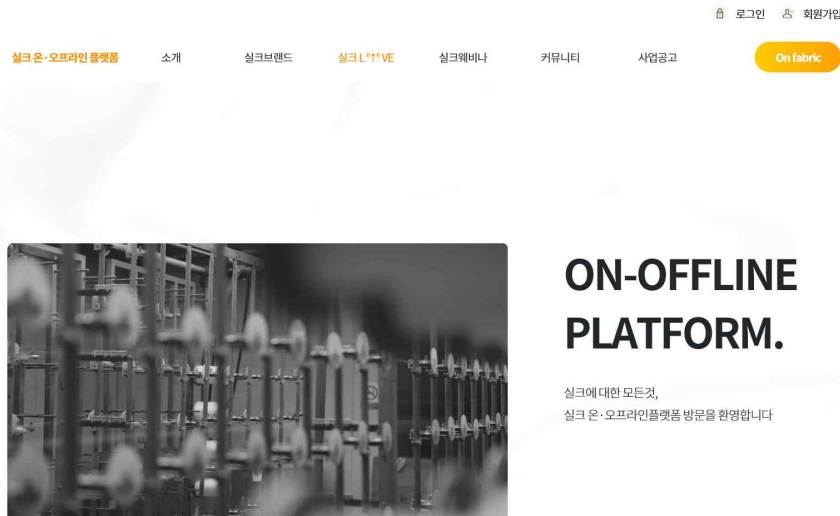 로그인 회원가입
실크 온·오프라인 플랫폼 소개 실크브랜드 실크 L°†°VE 실크웨비나 커뮤니티 사업공고 On fabric
ON-OFFLINE
PLATFORM.
실크에 대한 모든것,
실크 온·오프라인플랫폼 방문을 환영합니다